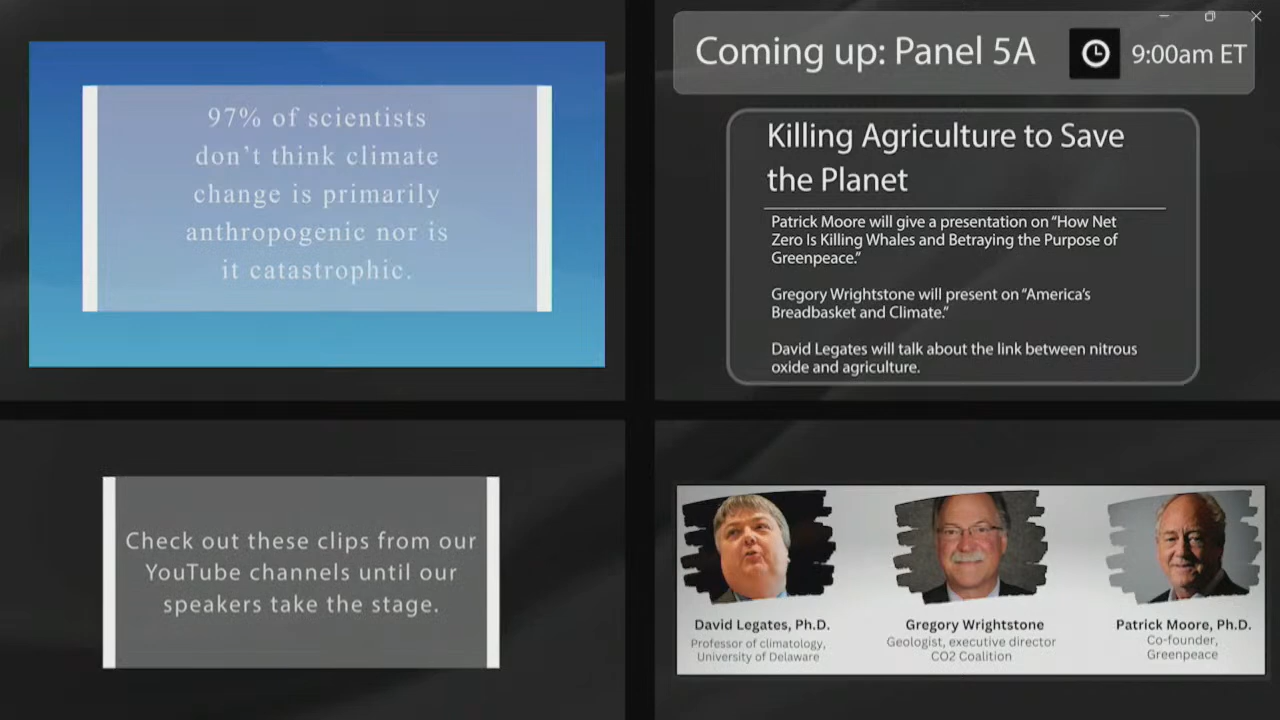 97% of scientists
don't think climate
change is primarily
anthropogenic nor is
it catastrophic.
Coming up: Panel 5A
9:00am ET
Killing Agriculture to Save
the Planet
Patrick Moore will give a presentation on “How Net
Zero Is Killing Whales and Betraying the Purpose of
Greenpeace.”
Gregory Wrightstone will present on “America’s
Breadbasket and Climate.”
David Legates will talk about the link between nitrous
oxide and agriculture.
Check out these clips from our
YouTube channels until our
speakers take the stage.
David Legates, Ph.D.
Professor of climatology,
University of Delaware
Gregory Wrightstone
Geologist, executive director
CO2 Coalition
Patrick Moore, Ph.D.
Co-founder,
Greenpeace